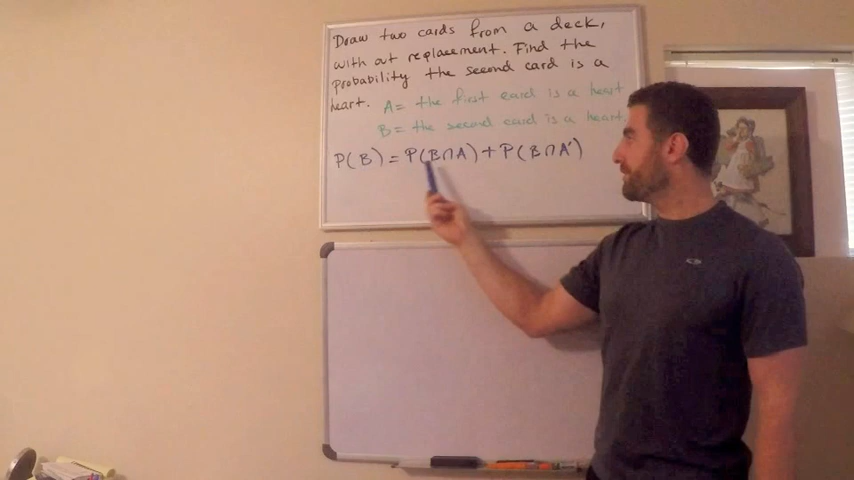 Draw two cards from a deck,
with out replacement. Find the
probability the second card is a
heart. A = the first card is a heart
B = the second card is a heart.
P(B) = P(B∩A) + P(B∩A')